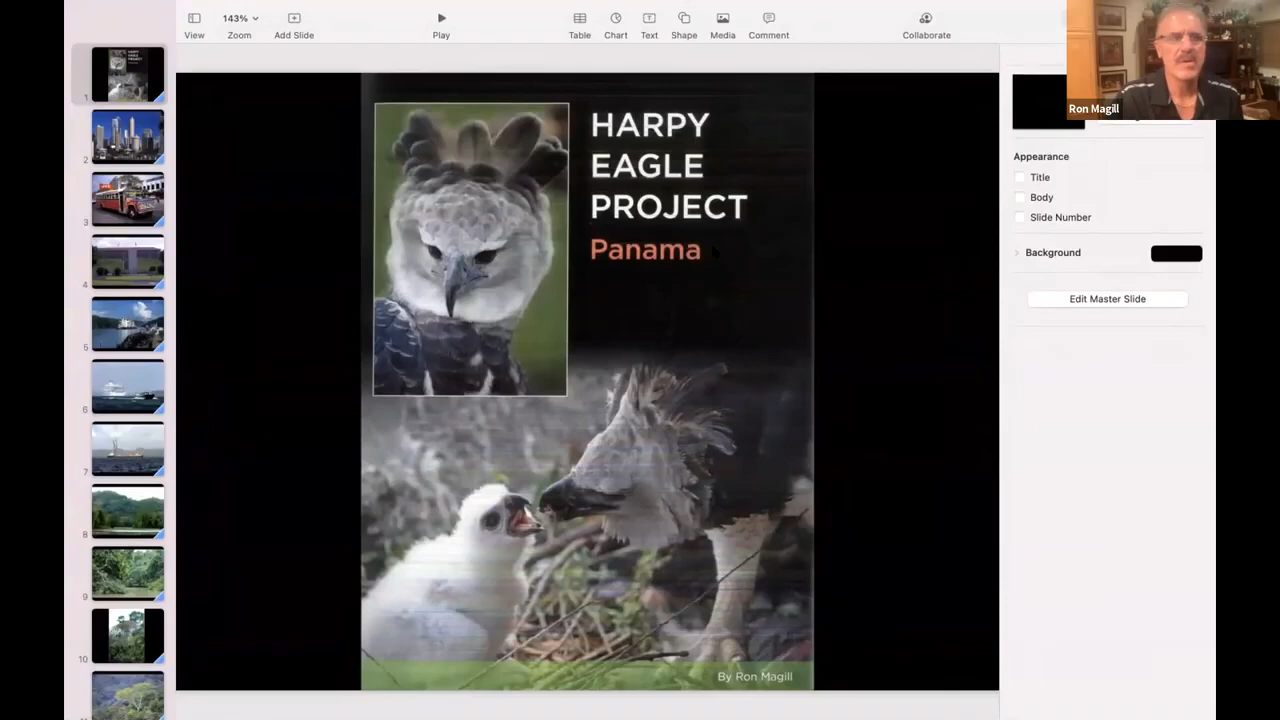 143%
View
Zoom
Add Slide
Play
Table
Chart
Text
Shape
Media
Comment
Collaborate
Ron Magill
1
2
3
4
5
6
7
8
9
10
HARPY
EAGLE
PROJECT
Panama
By Ron Magill
Appearance
Title
Body
Slide Number
Background
Edit Master Slide